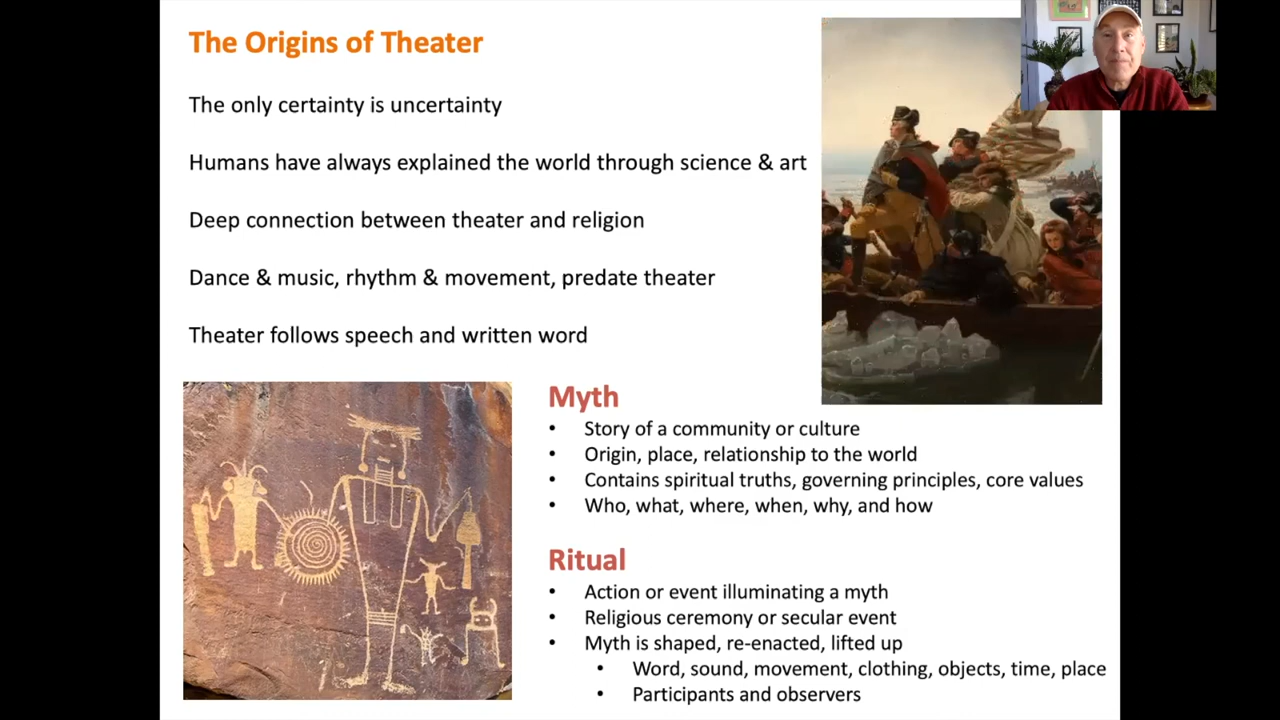 The Origins of Theater
The only certainty is uncertainty
Humans have always explained the world through science & art
Deep connection between theater and religion
Dance & music, rhythm & movement, predate theater
Theater follows speech and written word
Myth
• Story of a community or culture
• Origin, place, relationship to the world
• Contains spiritual truths, governing principles, core values
• Who, what, where, when, why, and how
Ritual
• Action or event illuminating a myth
• Religious ceremony or secular event
• Myth is shaped, re-enacted, lifted up
• Word, sound, movement, clothing, objects, time, place
• Participants and observers